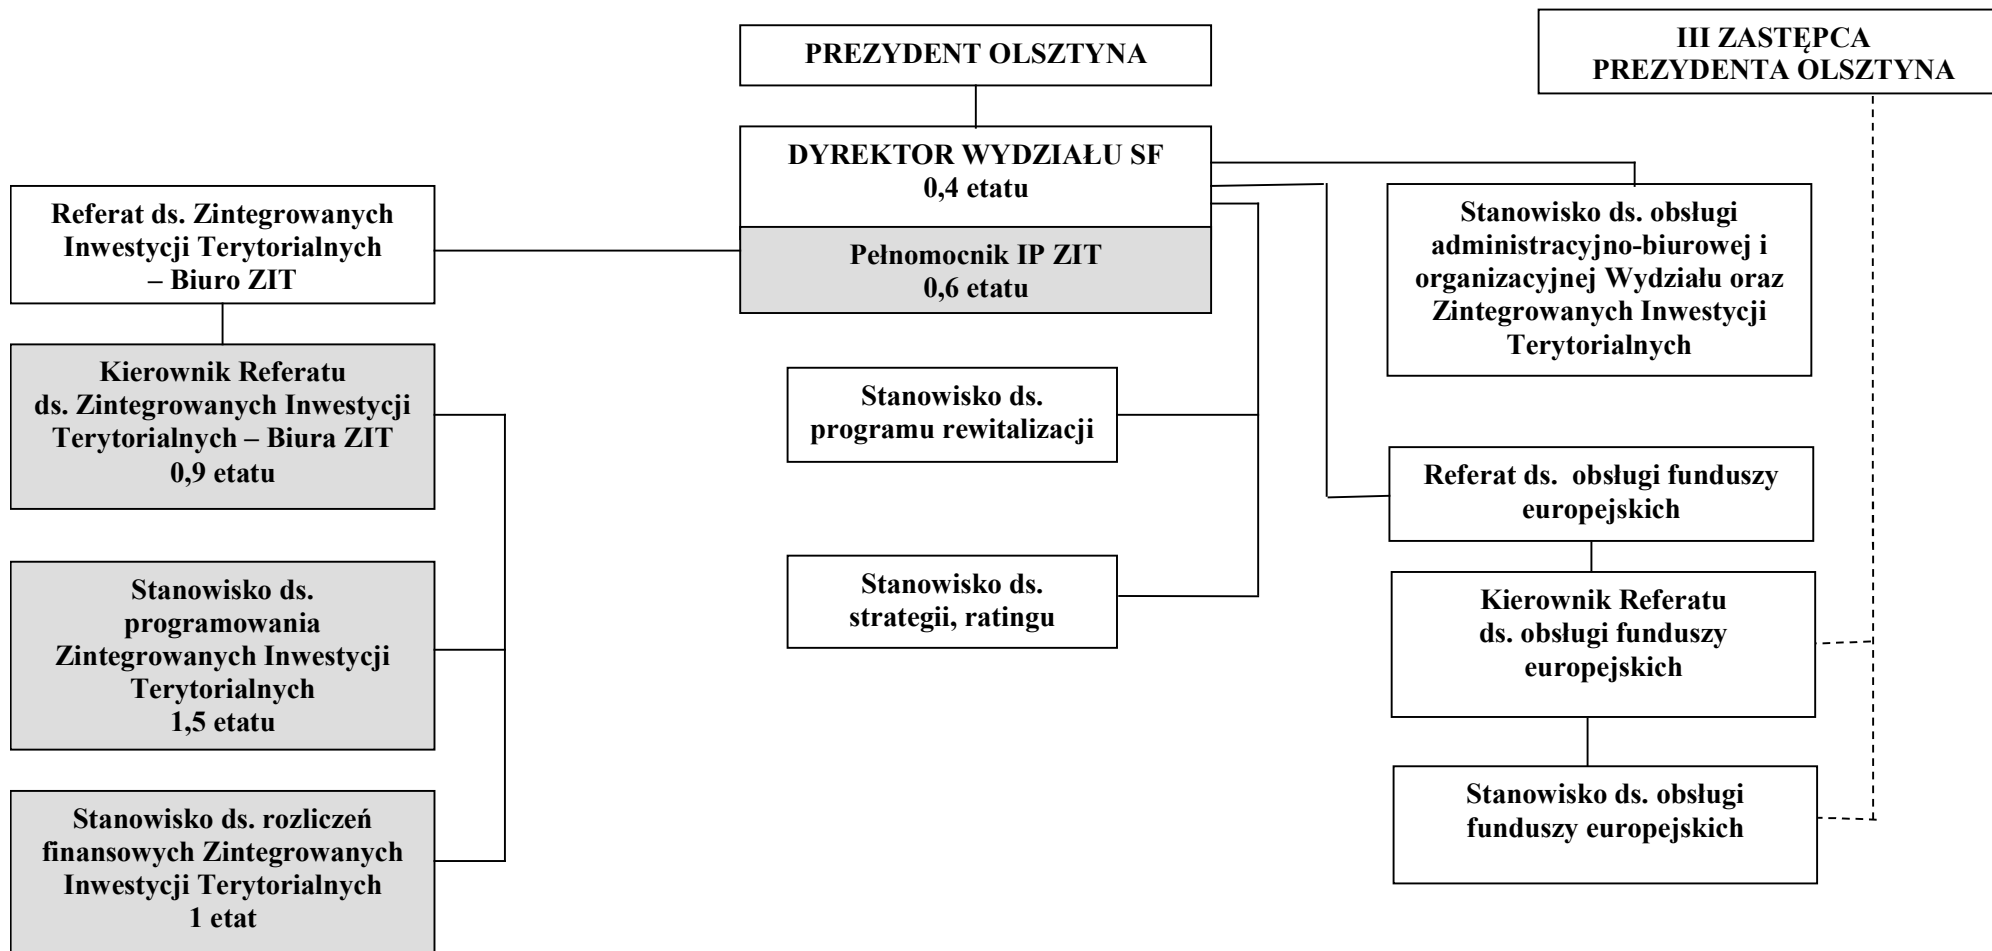 PREZYDENT OLSZTYNA
III ZASTĘPCA
PREZYDENTA OLSZTYNA
DYREKTOR WYDZIAŁU SF
0,4 etatu
Pełnomocnik IP ZIT
0,6 etatu
Referat ds. Zintegrowanych
Inwestycji Terytorialnych
– Biuro ZIT
Kierownik Referatu
ds. Zintegrowanych Inwestycji
Terytorialnych – Biura ZIT
0,9 etatu
Stanowisko ds.
programowania
Zintegrowanych Inwestycji
Terytorialnych
1,5 etatu
Stanowisko ds. rozliczeń
finansowych Zintegrowanych
Inwestycji Terytorialnych
1 etat
Stanowisko ds.
programu rewitalizacji
Stanowisko ds.
strategii, ratingu
Stanowisko ds. obsługi
administracyjno-biurowej i
organizacyjnej Wydziału oraz
Zintegrowanych Inwestycji
Terytorialnych
Referat ds. obsługi funduszy
europejskich
Kierownik Referatu
ds. obsługi funduszy
europejskich
Stanowisko ds. obsługi
funduszy europejskich